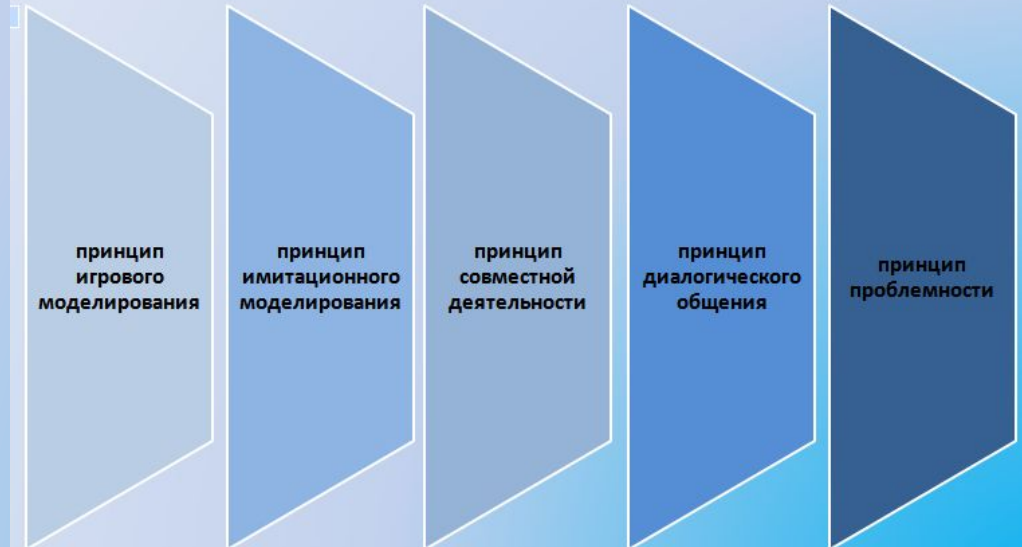 принцип
игрового
моделирования
принцип
имитационного
моделирования
принцип
совместной
деятельности
принцип
диалогического
общения
принцип
проблемности